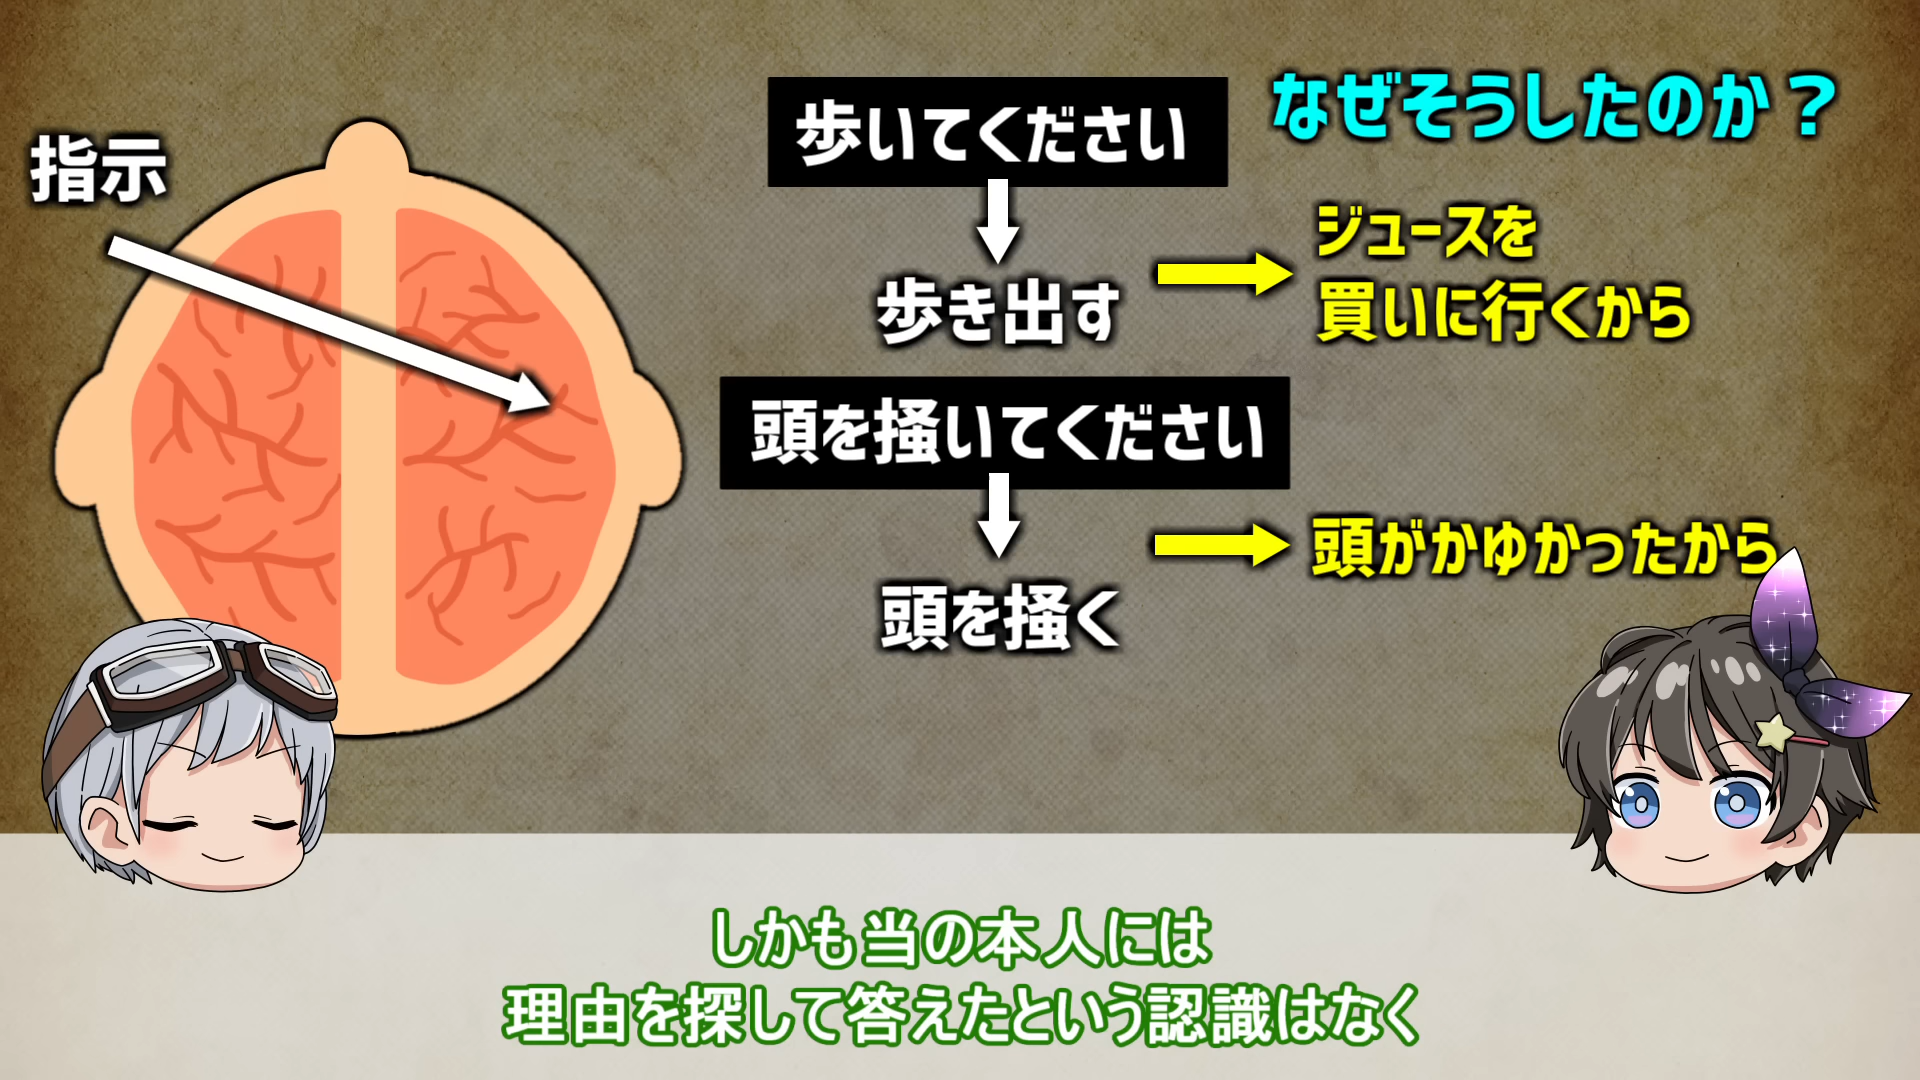 指示
歩いてください
歩き出す
頭を掻いてください
頭を掻く
なぜそうしたのか？
ジュースを
買いに行くから
頭がかゆかったから
しかも当の本人には
理由を探して答えたという認識はなく